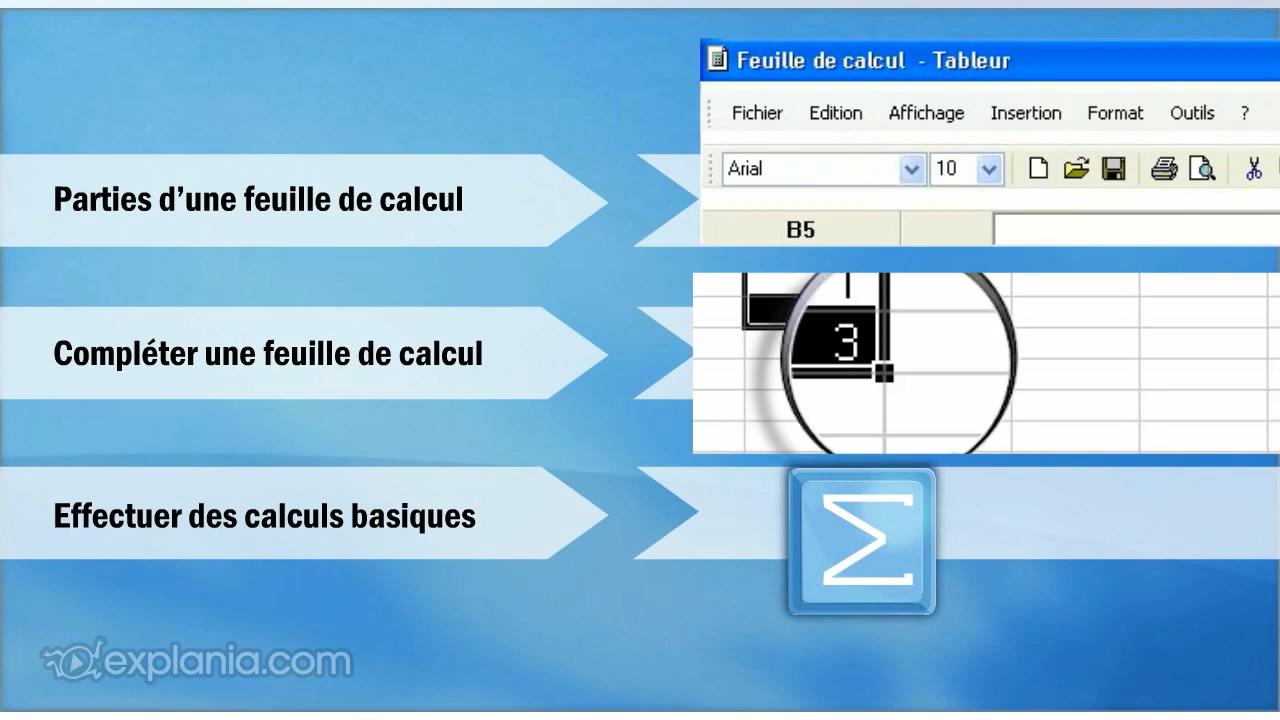 Feuille de calcul - Tableur
Fichier Edition Affichage Insertion Format Outils ?
Arial 10
B5
Parties d’une feuille de calcul
3
Compléter une feuille de calcul
Σ
Effectuer des calculs basiques
explania.com